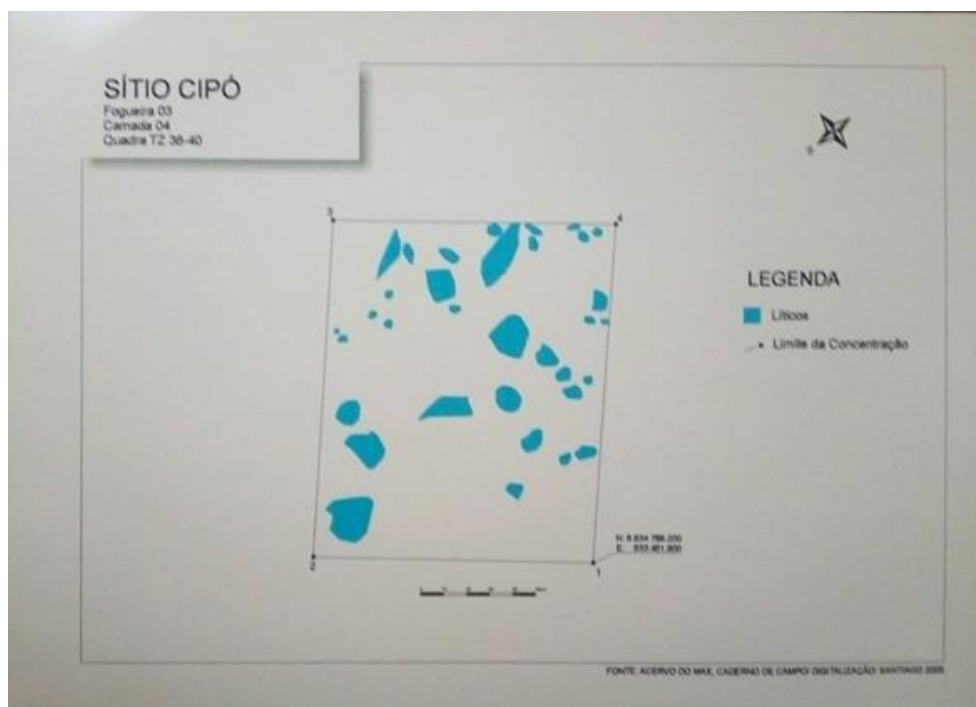 SÍTIO CIPÓ
Fogueira 03
Camada 04
Quadra TZ 38-40
3
4
LEGENDA
Líticos
Limite da Concentração
2
1
FONTE: ACERVO DO MAX, CADERNO DE CAMPO/ DIGITALIZAÇÃO: SANTIAGO 2005